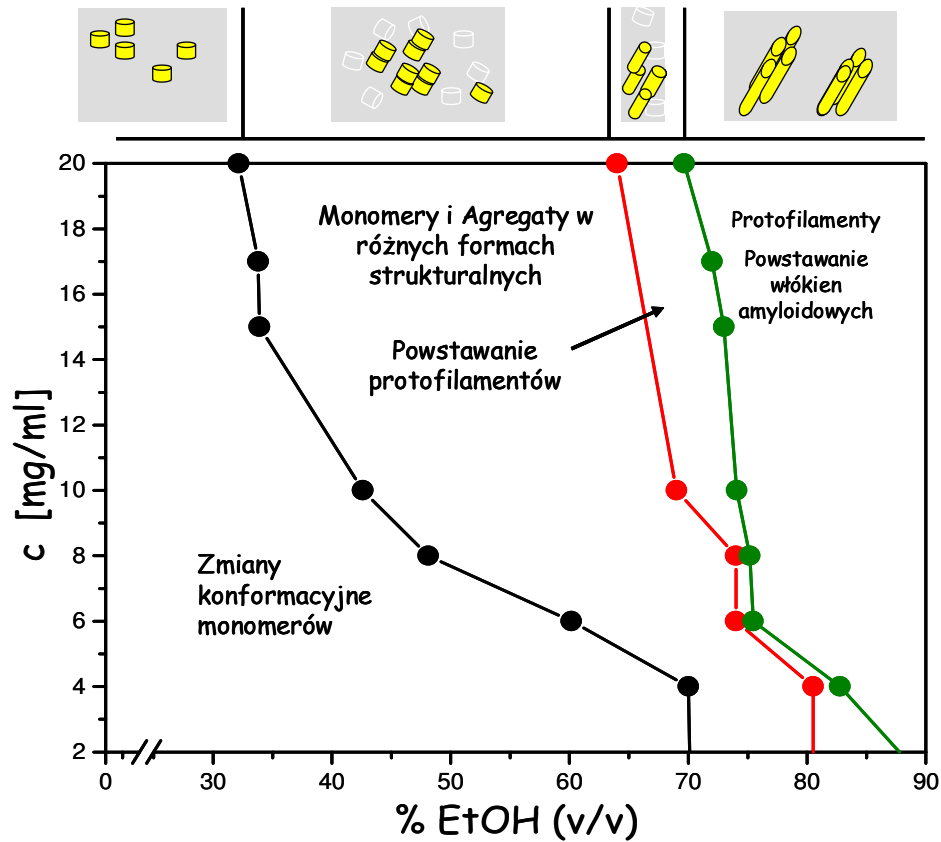 20
18
16
14
12
10
8
6
4
2
c [mg/ml]
Monomery i Agregaty w
różnych formach
strukturalnych
Protofilamenty
Powstawanie
włókien
amyloidowych
Powstawanie
protofilamentów
Zmiany
konformacyjne
monomerów
0 30 40 50 60 70 80 90
% EtOH (v/v)